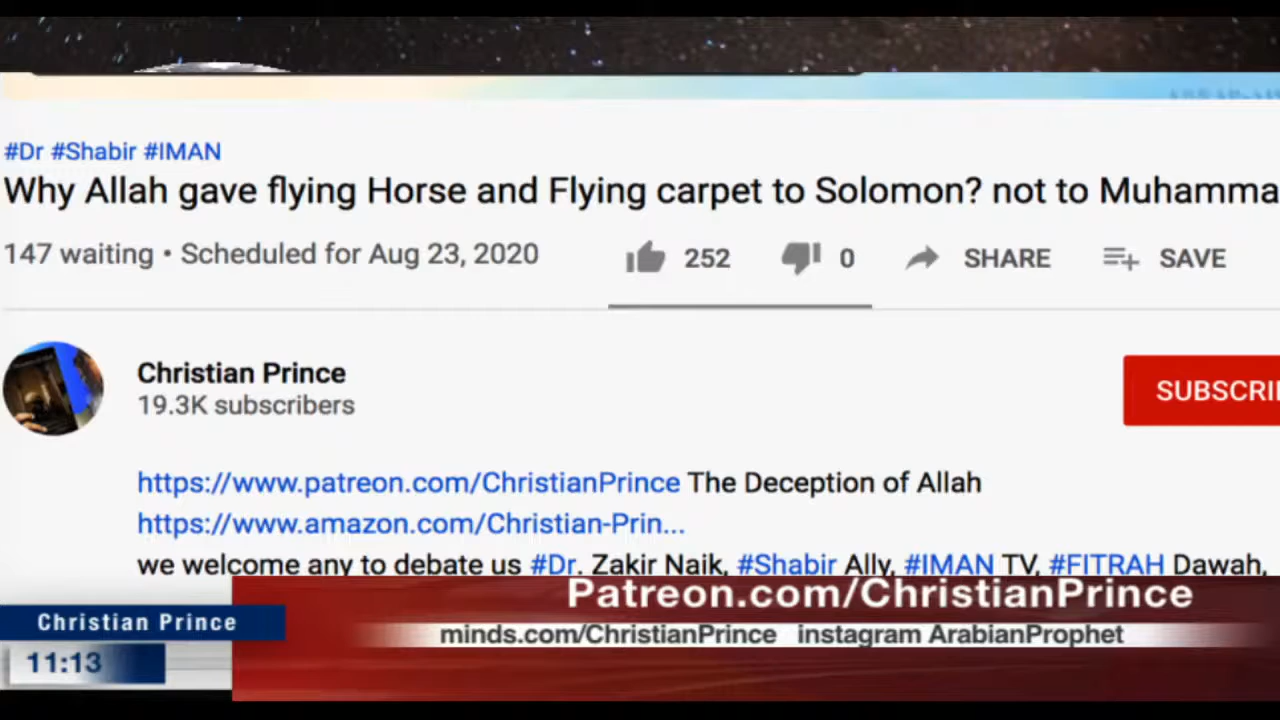 #Dr #Shabir #IMAN
Why Allah gave flying Horse and Flying carpet to Solomon? not to Muhamma
147 waiting • Scheduled for Aug 23, 2020 252 0 SHARE SAVE
Christian Prince
19.3K subscribers
SUBSCRI
https://www.patreon.com/ChristianPrince The Deception of Allah
https://www.amazon.com/Christian-Prin...
we welcome any to debate us #Dr. Zakir Naik, #Shabir Ally, #IMAN TV, #FITRAH Dawah,
Patreon.com/ChristianPrince
Christian Prince
minds.com/ChristianPrince instagram ArabianProphet
11:13